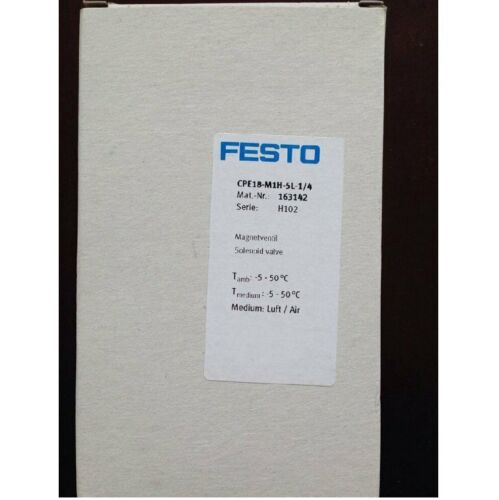 FESTO
CPE18-M1H-5L-1/4
Mat.-Nr.: 163142
Serie: H102
Magnetventil
Solenoid valve
Tamb: -5 - 50°C
Tmedium: -5 - 50°C
Medium: Luft / Air